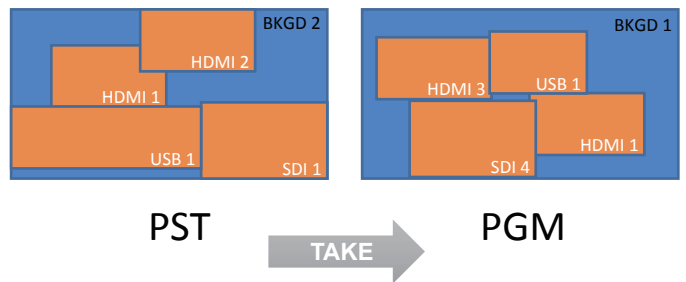 BKGD 2
HDMI 2
HDMI 1
USB 1
SDI 1
BKGD 1
HDMI 3
USB 1
HDMI 1
SDI 4
PST
TAKE
PGM